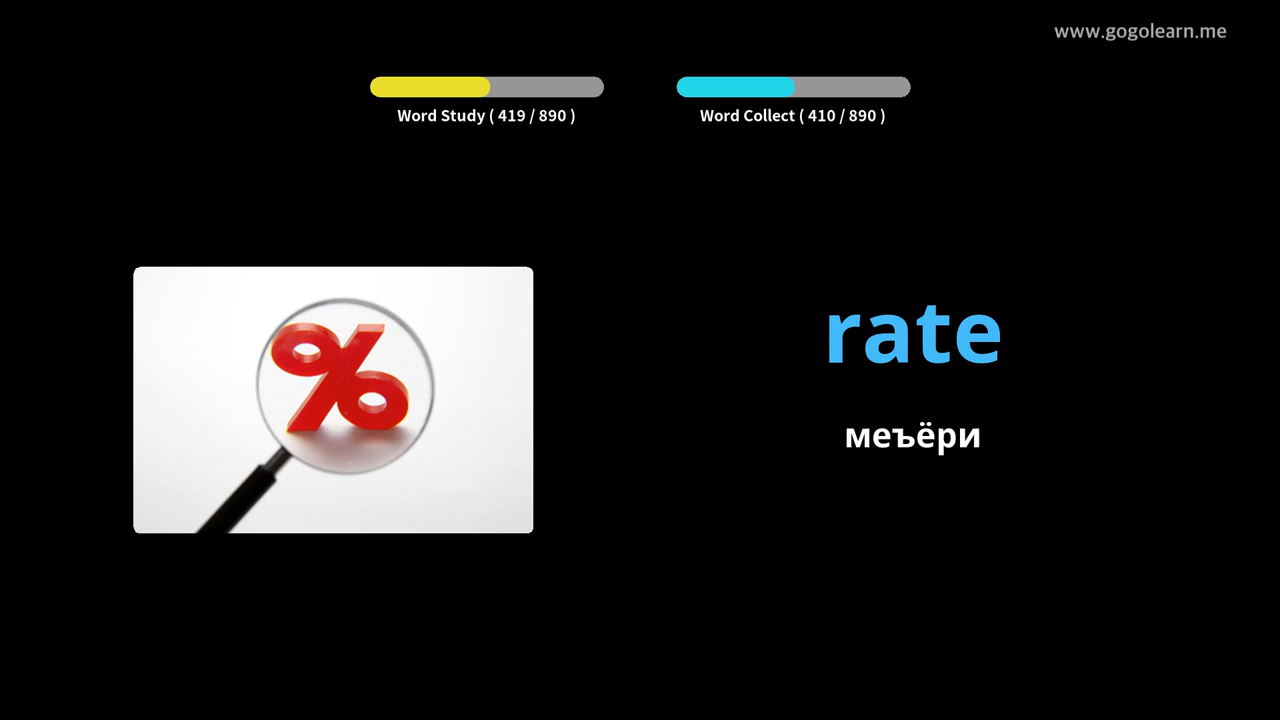 www.gogolearn.me
Word Study ( 419 / 890 )
Word Collect ( 410 / 890 )
%
rate
меъёри